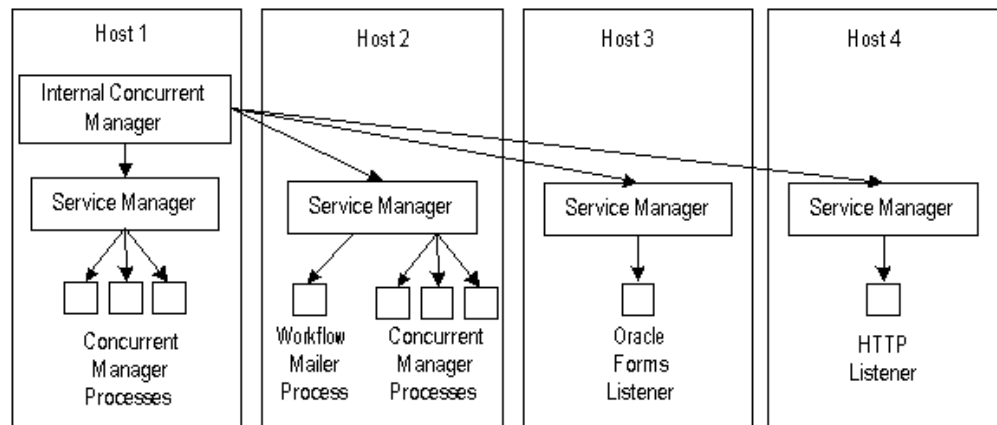 Host 1
Internal Concurrent
Manager
Service Manager
Concurrent
Manager
Processes
Host 2
Service Manager
Workflow
Mailer
Process
Concurrent
Manager
Processes
Host 3
Service Manager
Oracle
Forms
Listener
Host 4
Service Manager
HTTP
Listener